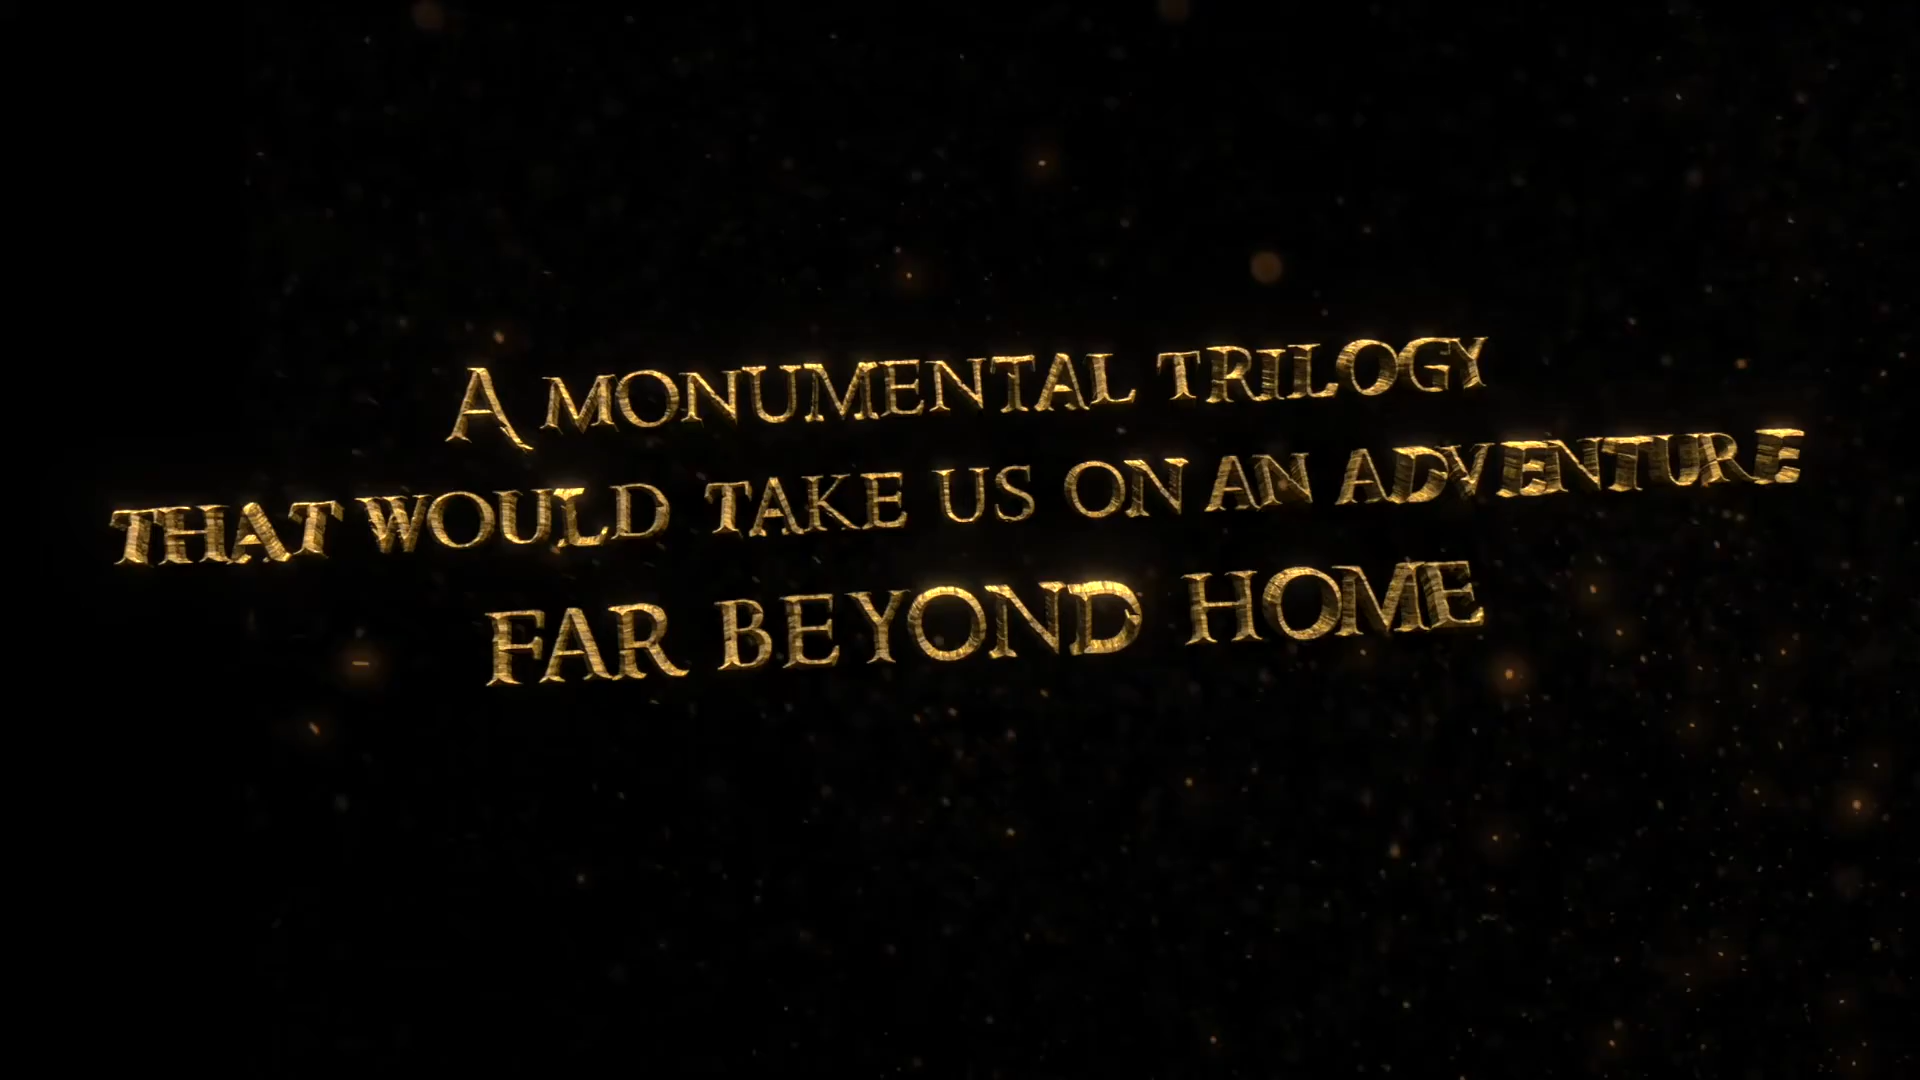 A MONUMENTAL TRILOGY
THAT WOULD TAKE US ON AN ADVENTURE
FAR BEYOND HOME